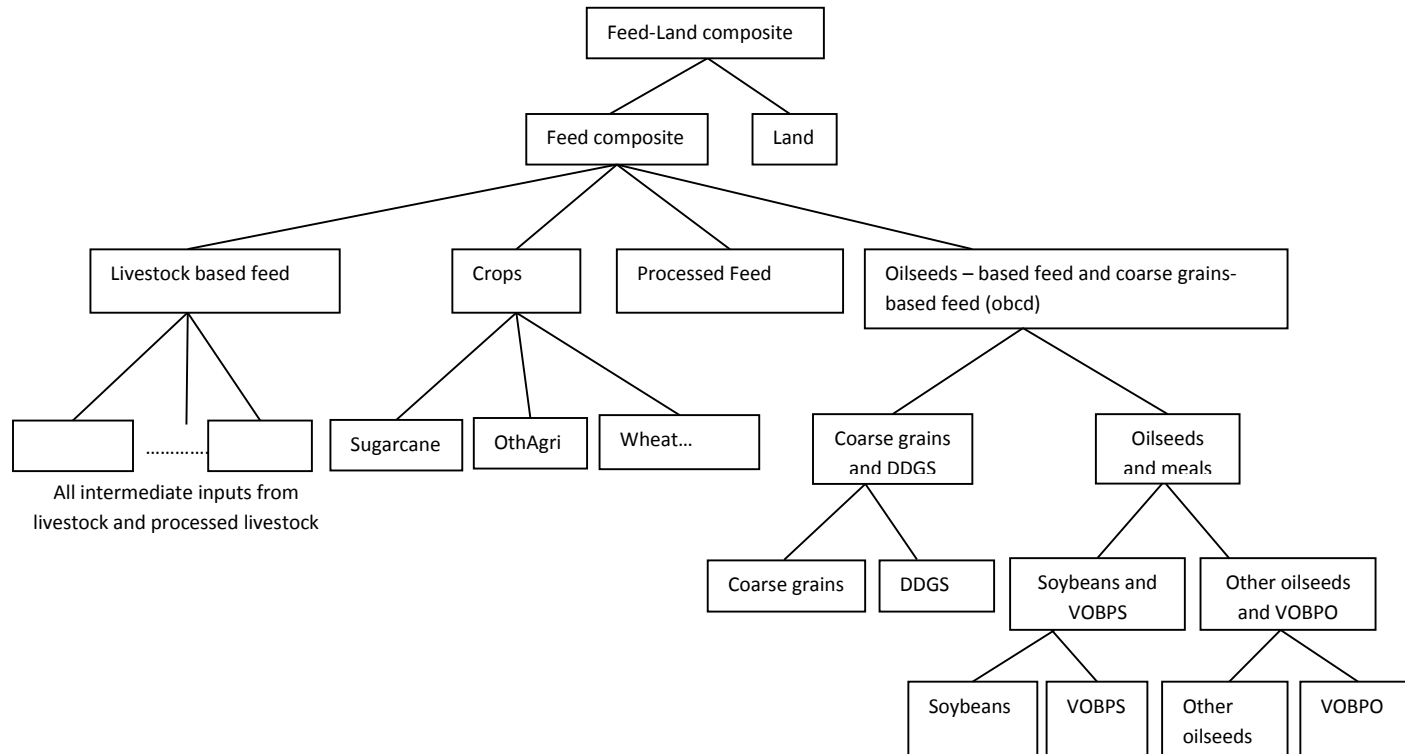 Feed-Land composite
Feed composite
Land
Livestock based feed
Crops
Processed Feed
Oilseeds – based feed and coarse grains-
based feed (obcd)
Sugarcane
OthAgri
Wheat…
………….
All intermediate inputs from
livestock and processed livestock
Coarse grains
and DDGS
Oilseeds
and meals
Coarse grains
DDGS
Soybeans and
VOBPS
Other oilseeds
and VOBPO
Soybeans
VOBPS
Other
oilseeds
VOBPO